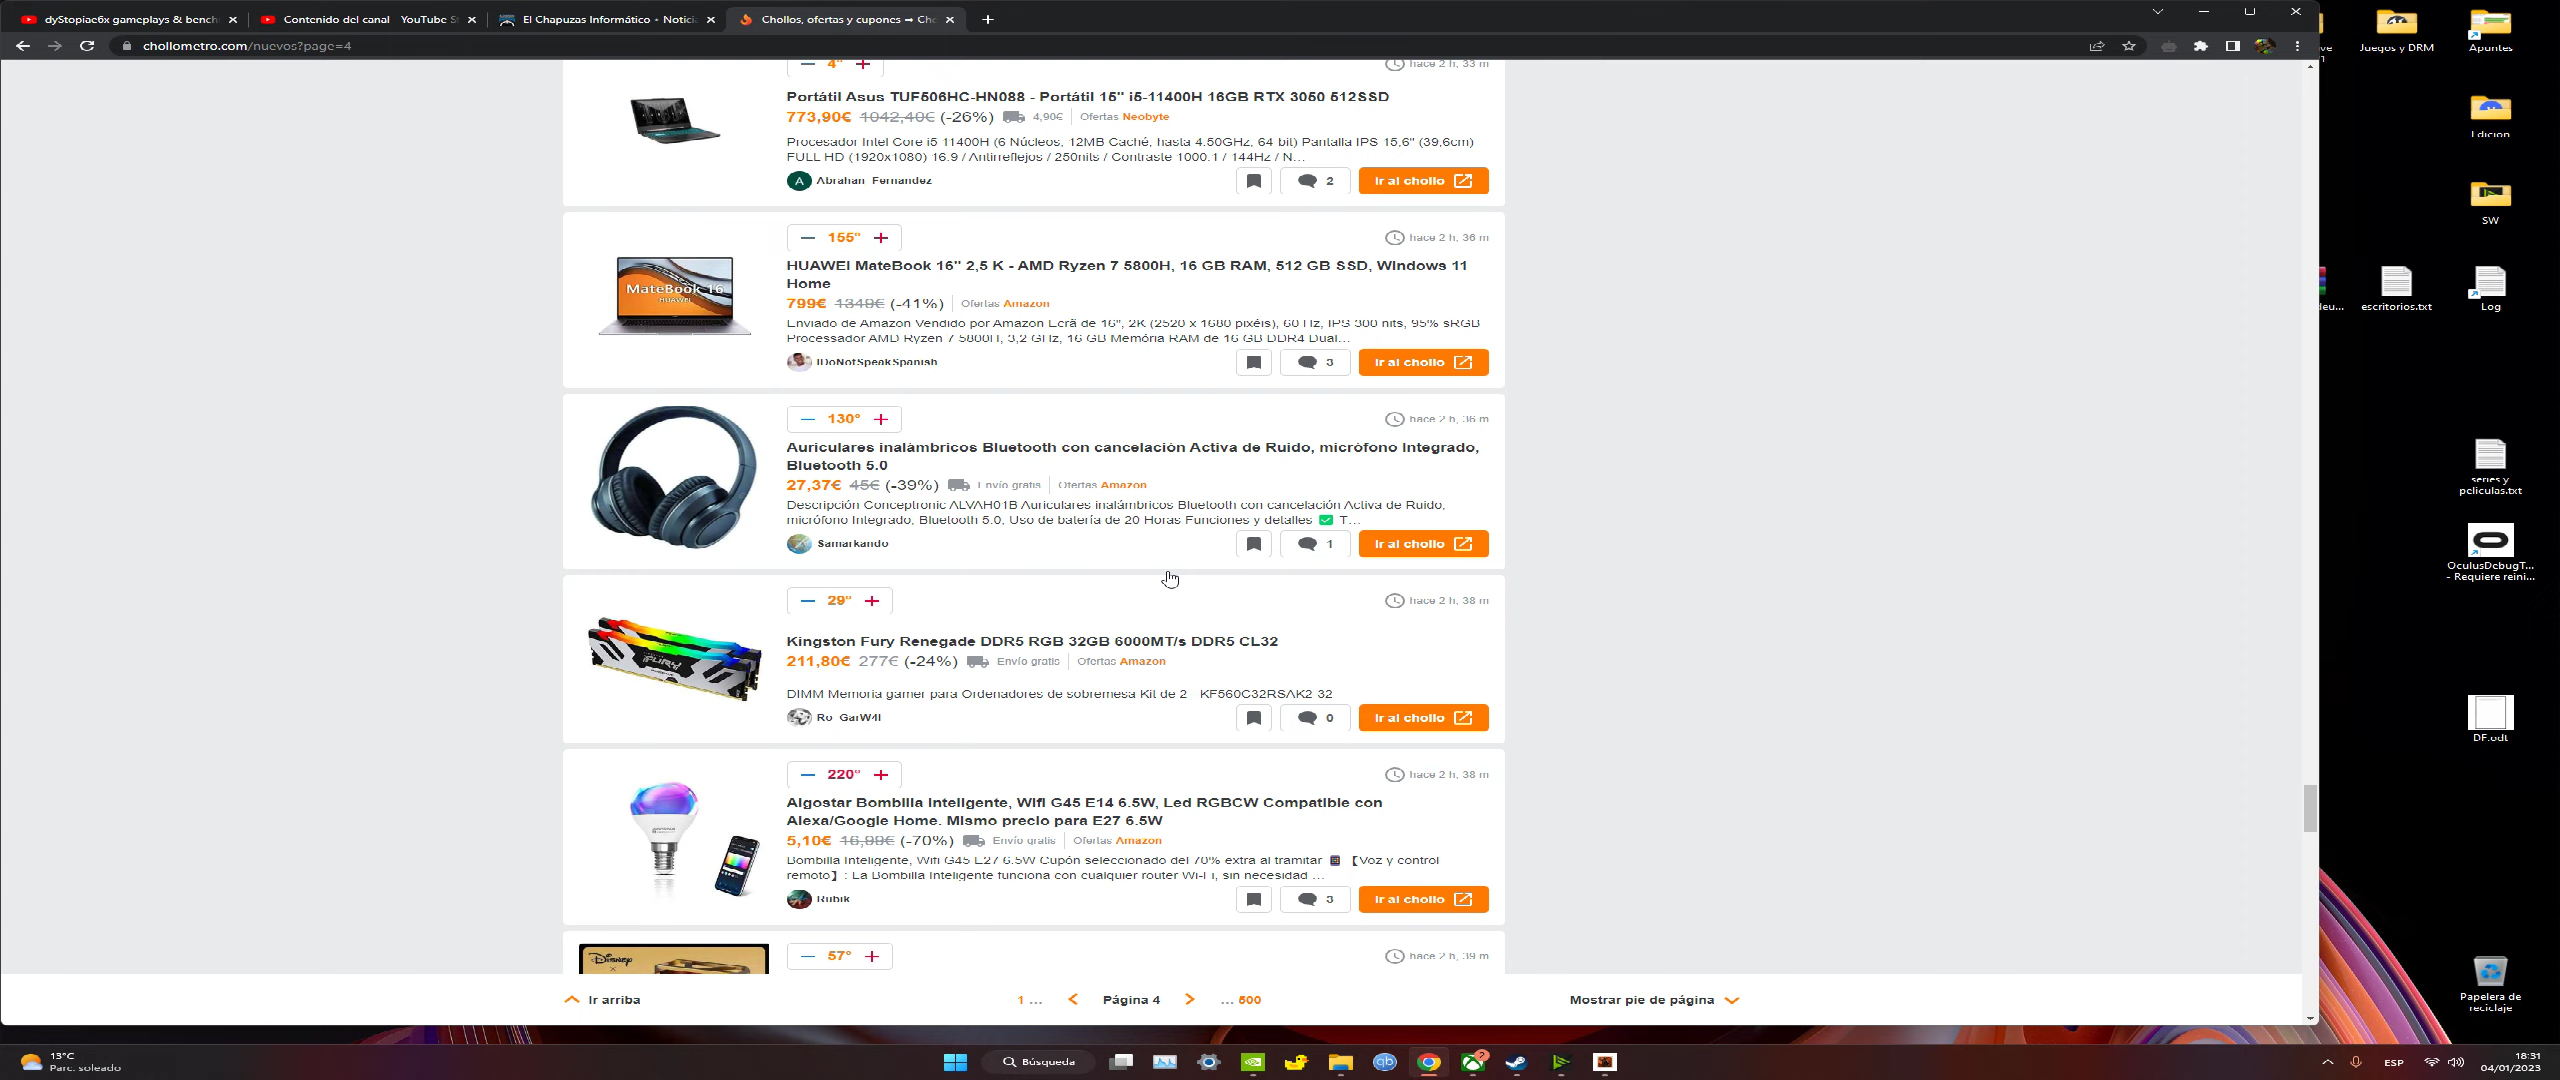 dyStopiae6x gameplays & bench
Contenido del canal - YouTube S
El Chapuzas Informático • Notici
Chollos, ofertas y cupones ➡ Ch
chollometro.com/nuevos?page=4
Juegos y DRM
Apuntes
Edicion
SW
escritorios.txt
Log
series y
peliculas.txt
OculusDebugT...
- Requiere reini...
DF.odt
Papelera de
reciclaje
4°
hace 2 h, 33 m
Portátil Asus TUF506HC-HN088 - Portátil 15" i5-11400H 16GB RTX 3050 512SSD
773,90€ 1042,40€ (-26%) 4,90€ Ofertas Neobyte
Procesador Intel Core i5 11400H (6 Núcleos, 12MB Caché, hasta 4.50GHz, 64 bit) Pantalla IPS 15,6" (39,6cm)
FULL HD (1920x1080) 16:9 / Antirreflejos / 250nits / Contraste 1000:1 / 144Hz / N...
A Abrahan_Fernandez
2 Ir al chollo
155°
hace 2 h, 36 m
MateBook 16
HUAWEI
HUAWEI MateBook 16" 2,5 K - AMD Ryzen 7 5800H, 16 GB RAM, 512 GB SSD, Windows 11
Home
799€ 1349€ (-41%) Ofertas Amazon
Enviado de Amazon Vendido por Amazon Ecrã de 16", 2K (2520 x 1680 pixéis), 60 Hz, IPS 300 nits, 95% sRGB
Processador AMD Ryzen 7 5800H, 3,2 GHz, 16 GB Memória RAM de 16 GB DDR4 Dual...
IDoNotSpeakSpanish
3 Ir al chollo
130°
hace 2 h, 36 m
Auriculares inalámbricos Bluetooth con cancelación Activa de Ruido, micrófono Integrado,
Bluetooth 5.0
27,37€ 45€ (-39%) Envío gratis Ofertas Amazon
Descripción Conceptronic ALVAH01B Auriculares inalámbricos Bluetooth con cancelación Activa de Ruido,
micrófono Integrado, Bluetooth 5.0, Uso de batería de 20 Horas Funciones y detalles ✅ T...
Samarkando
1 Ir al chollo
29°
hace 2 h, 38 m
FURY
Kingston Fury Renegade DDR5 RGB 32GB 6000MT/s DDR5 CL32
211,80€ 277€ (-24%) Envío gratis Ofertas Amazon
DIMM Memoria gamer para Ordenadores de sobremesa Kit de 2 - KF560C32RSAK2-32
Ro_GarW4l
0 Ir al chollo
220°
hace 2 h, 38 m
Aigostar Bombilla Inteligente, Wifi G45 E14 6.5W, Led RGBCW Compatible con
Alexa/Google Home. Mismo precio para E27 6.5W
5,10€ 16,99€ (-70%) Envío gratis Ofertas Amazon
Bombilla Inteligente, Wifi G45 E27 6.5W Cupón seleccionado del 70% extra al tramitar 【Voz y control
remoto】: La Bombilla Inteligente funciona con cualquier router Wi-Fi, sin necesidad ...
Rubik
3 Ir al chollo
Disney
57°
hace 2 h, 39 m
Ir arriba
1 ... Página 4 ... 500
Mostrar pie de página
13°C
Parc. soleado
Búsqueda
qb
2
ESP
18:31
04/01/2023